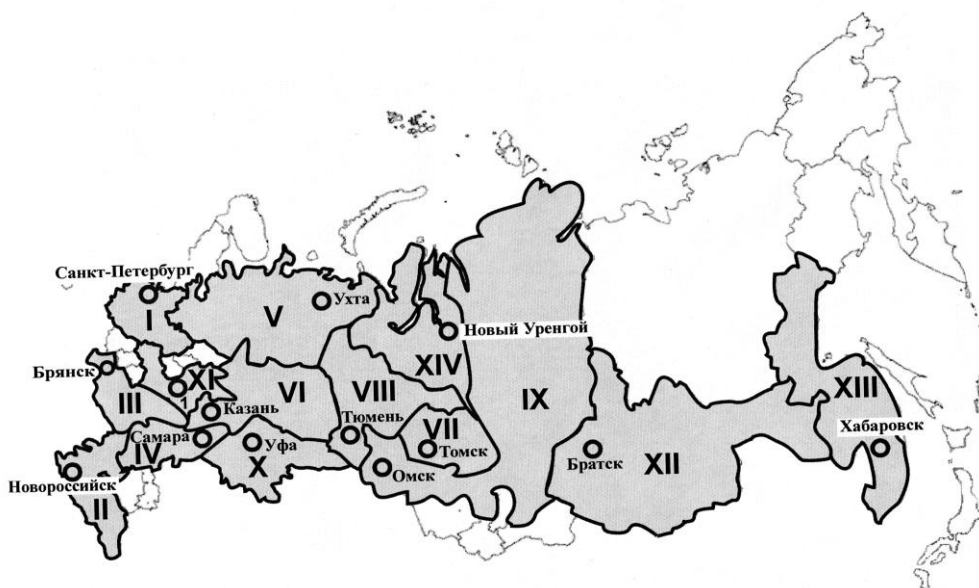 Санкт-Петербург
I
V
Ухта
Новый Уренгой
Брянск
XI
1
III
Казань
VI
VIII
XIV
IX
XIII
Тюмень
VII
Хабаровск
Самара
IV
Уфа
X
Томск
Омск
Братск
XII
Новороссийск
II